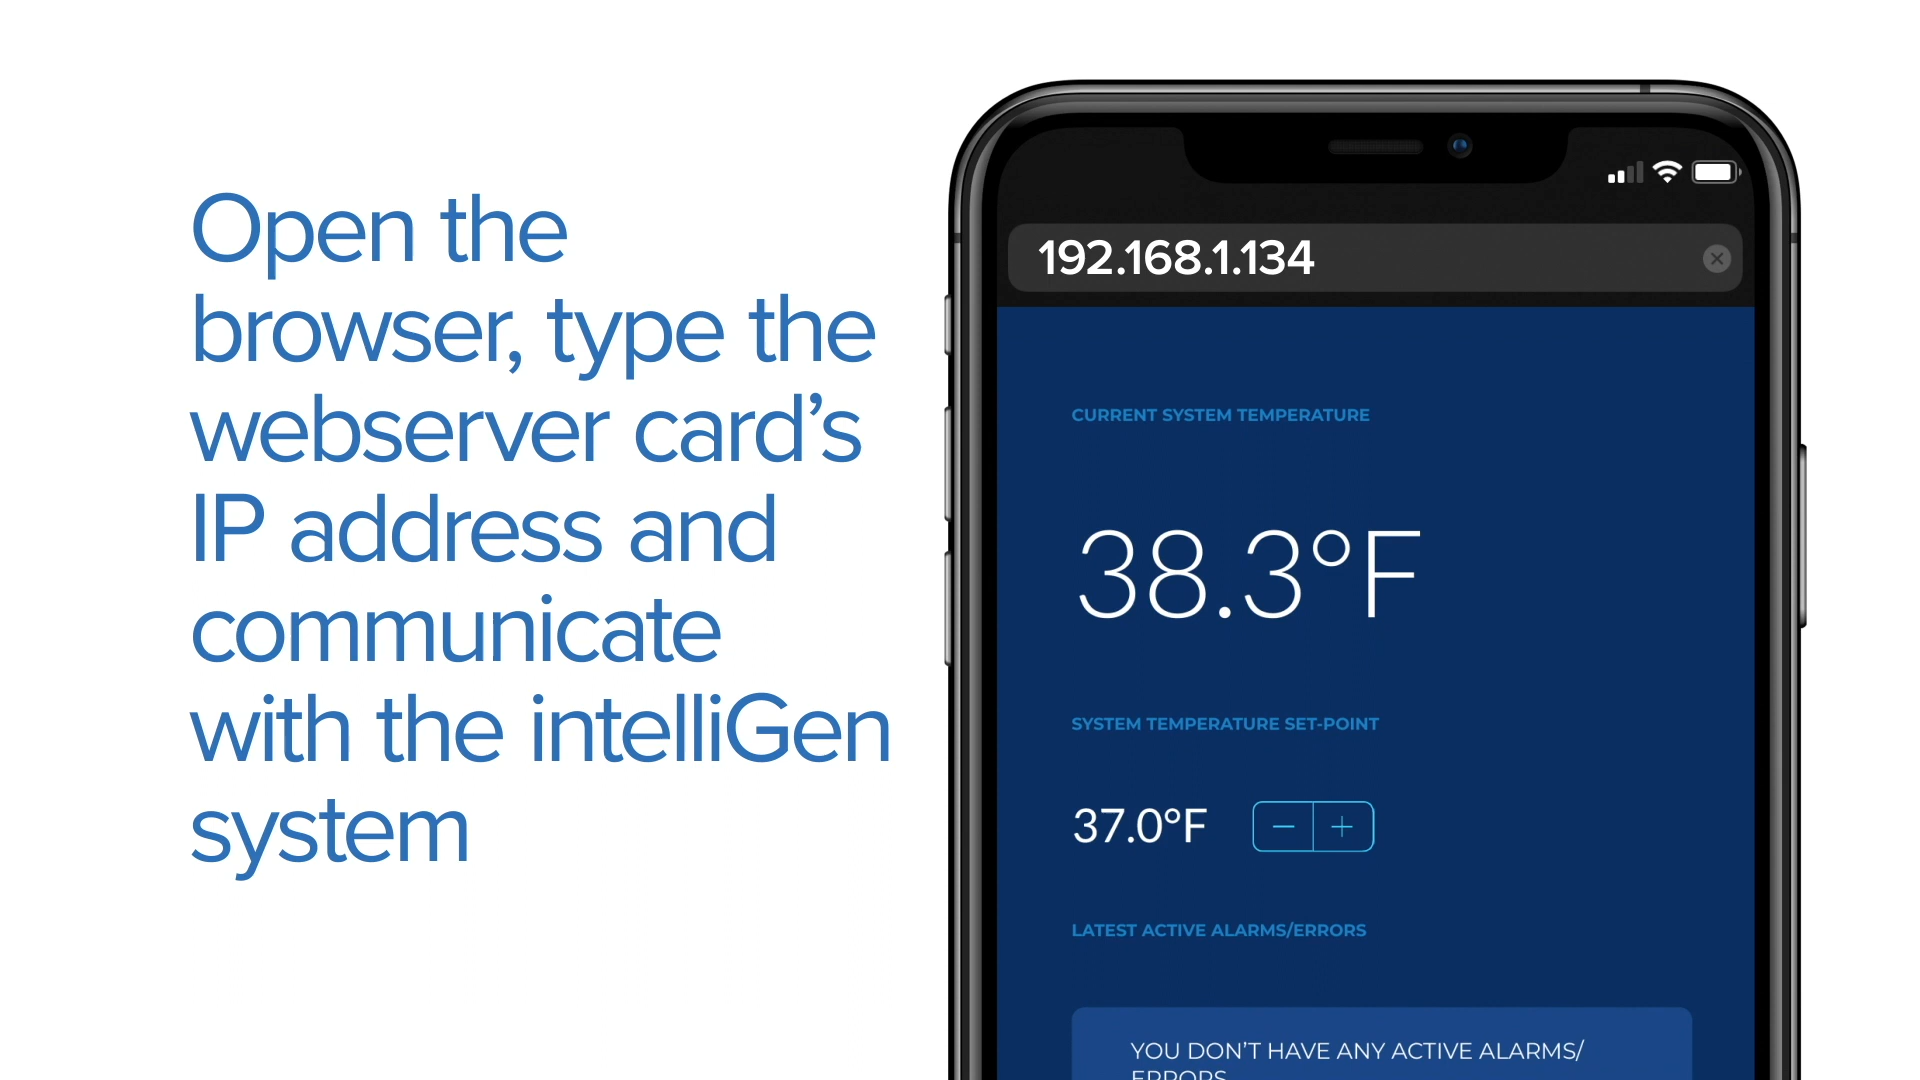 Open the
browser, type the
webserver card’s
IP address and
communicate
with the intelliGen
system
192.168.1.134
CURRENT SYSTEM TEMPERATURE
38.3°F
SYSTEM TEMPERATURE SET-POINT
37.0°F − +
LATEST ACTIVE ALARMS/ERRORS
YOU DON’T HAVE ANY ACTIVE ALARMS/
ERRORS